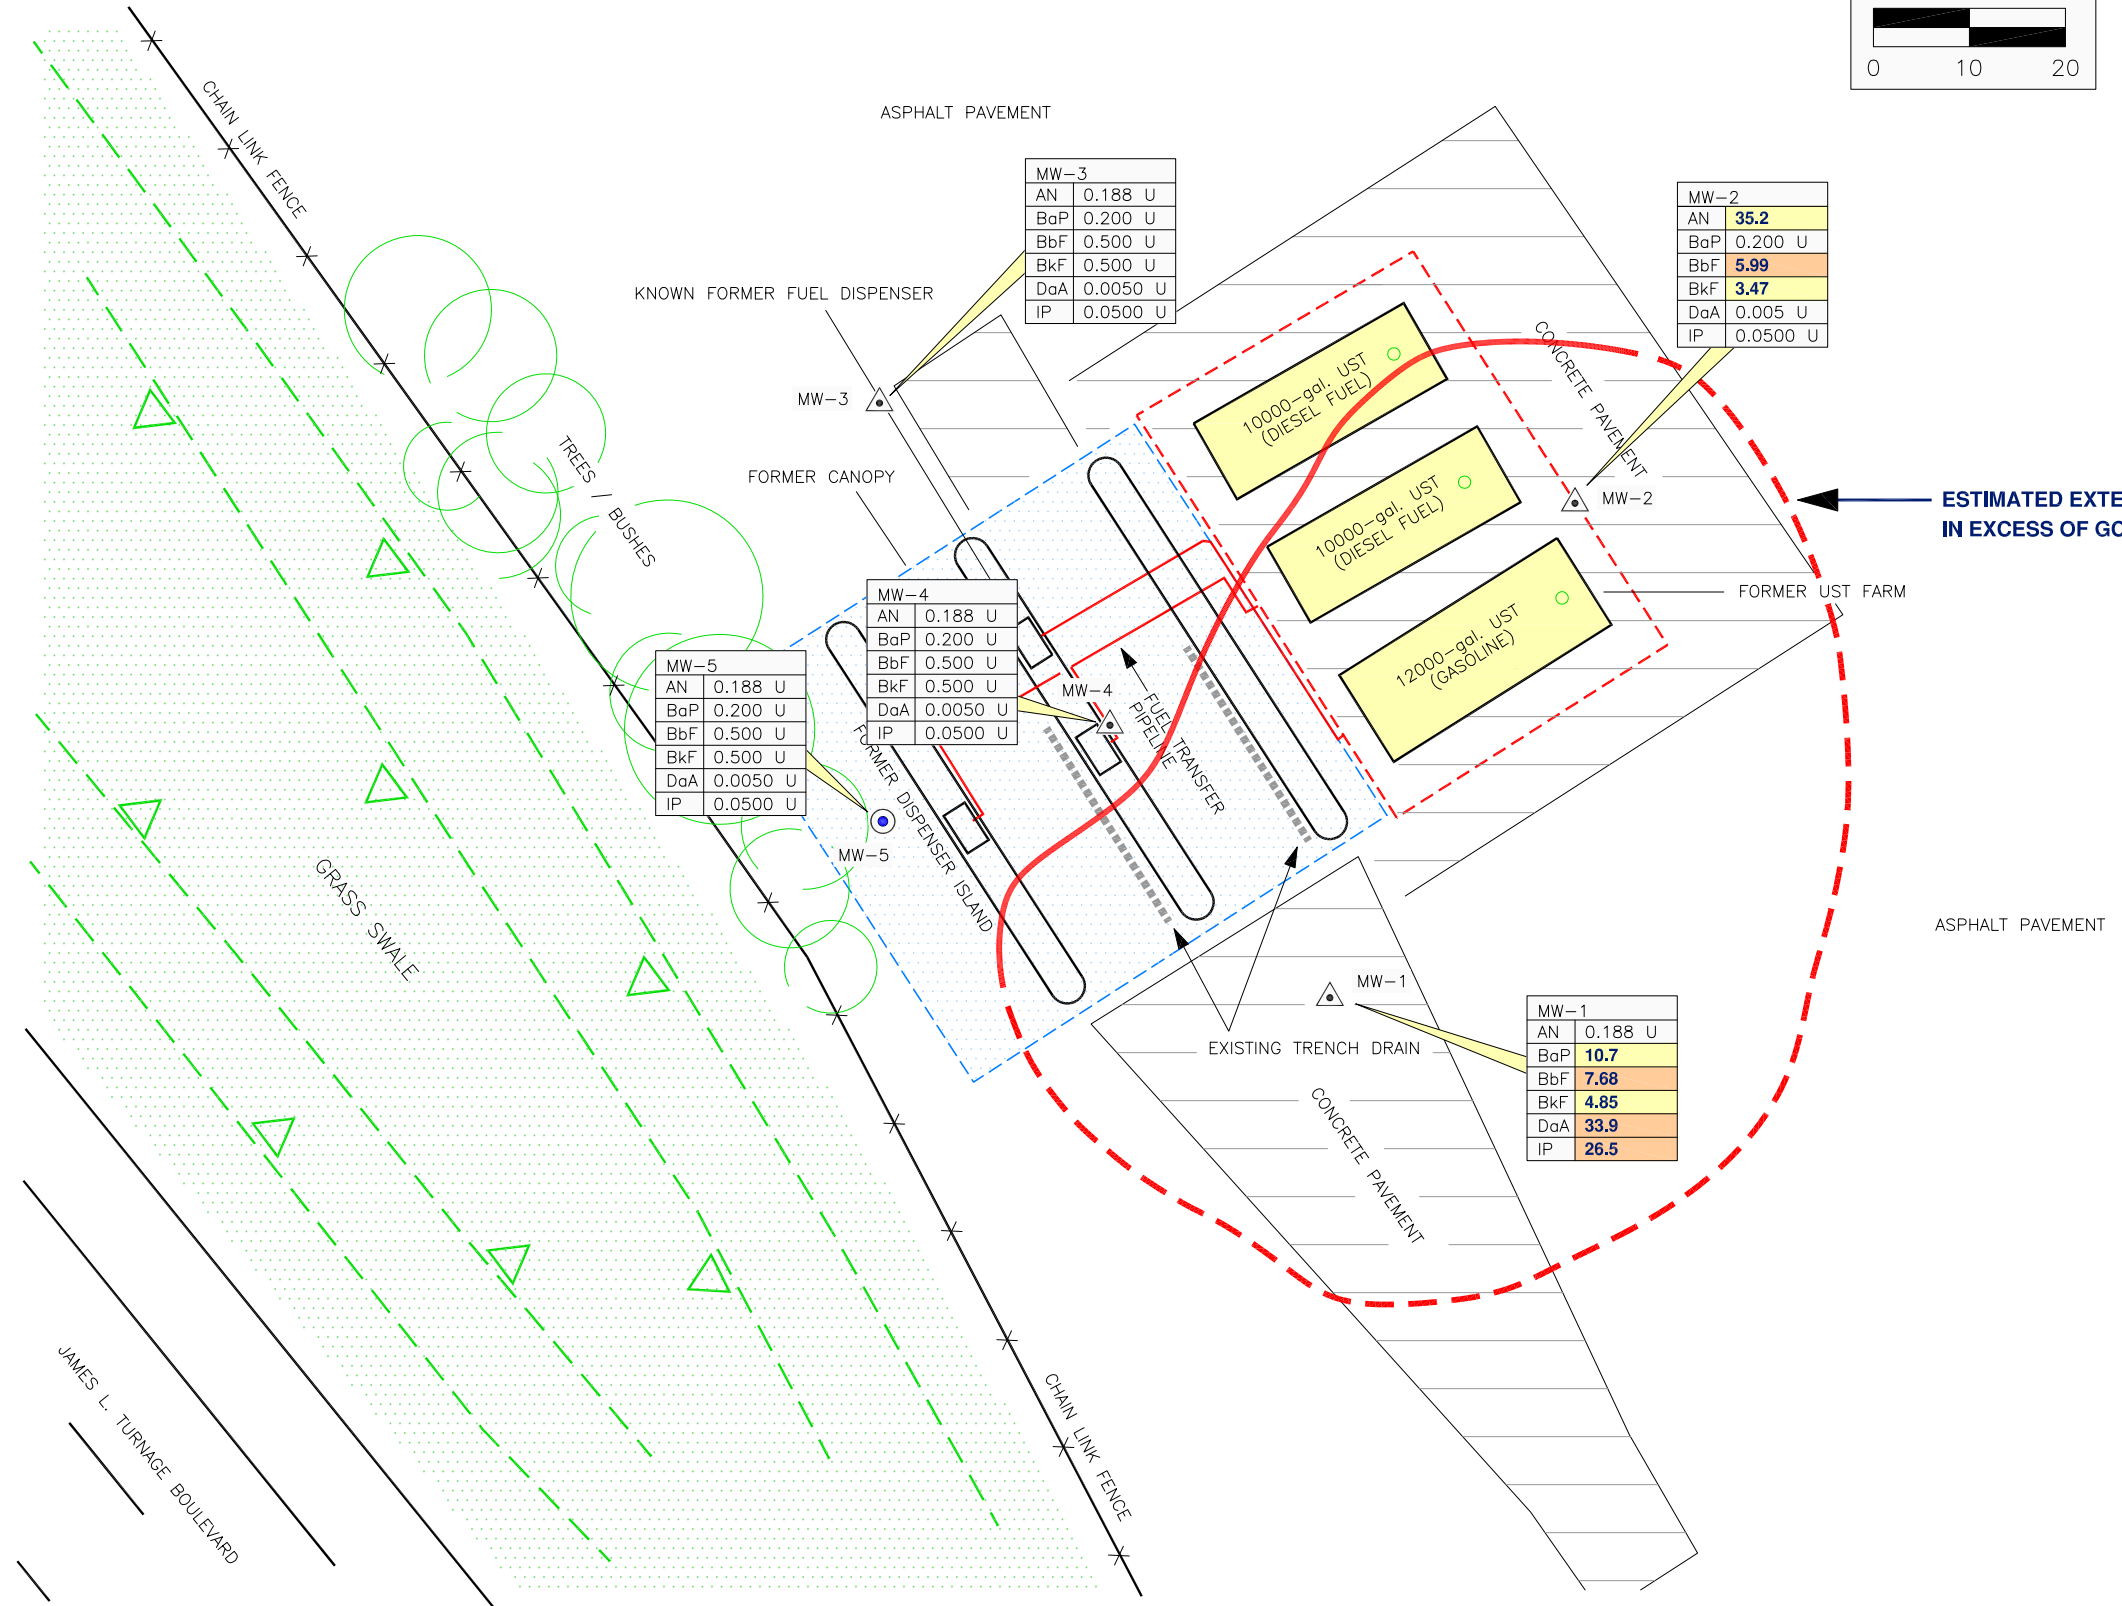 0 10 20
ASPHALT PAVEMENT
MW-3
AN 0.188 U
BaP 0.200 U
BbF 0.500 U
BkF 0.500 U
DaA 0.0050 U
IP 0.0500 U
MW-2
AN 35.2
BaP 0.200 U
BbF 5.99
BkF 3.47
DaA 0.005 U
IP 0.0500 U
CHAIN LINK FENCE
KNOWN FORMER FUEL DISPENSER
MW-3
CONCRETE PAVEMENT
10000-gal. UST
(DIESEL FUEL)
TREES / BUSHES
FORMER CANOPY
10000-gal. UST
(DIESEL FUEL)
MW-2
ESTIMATED EXTE
IN EXCESS OF GC
FORMER UST FARM
12000-gal. UST
(GASOLINE)
MW-4
AN 0.188 U
BaP 0.200 U
BbF 0.500 U
BkF 0.500 U
DaA 0.0050 U
IP 0.0500 U
MW-4
MW-5
AN 0.188 U
BaP 0.200 U
BbF 0.500 U
BkF 0.500 U
DaA 0.0050 U
IP 0.0500 U
FUEL TRANSFER
PIPELINE
FORMER DISPENSER ISLAND
MW-5
GRASS SWALE
ASPHALT PAVEMENT
MW-1
EXISTING TRENCH DRAIN
MW-1
AN 0.188 U
BaP 10.7
BbF 7.68
BkF 4.85
DaA 33.9
IP 26.5
CONCRETE PAVEMENT
CHAIN LINK FENCE
JAMES L. TURNAGE BOULEVARD